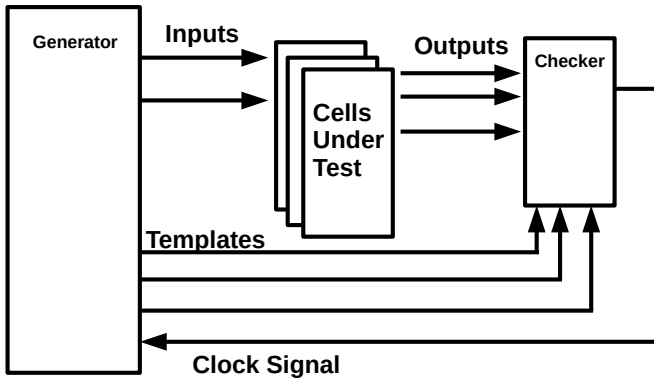 Generator
Inputs
Outputs
Checker
Cells
Under
Test
Templates
Clock Signal